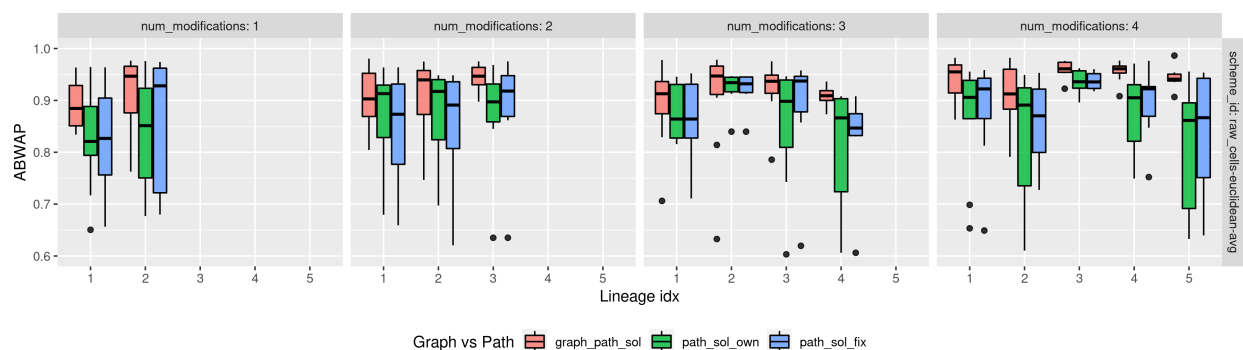 num_modifications: 1
num_modifications: 2
num_modifications: 3
num_modifications: 4
scheme_id: raw_cells-euclidean-avg
ABWAP
1.0
0.9
0.8
0.7
0.6
1 2 3 4 5
1 2 3 4 5
1 2 3 4 5
1 2 3 4 5
Lineage idx
Graph vs Path graph_path_sol path_sol_own path_sol_fix